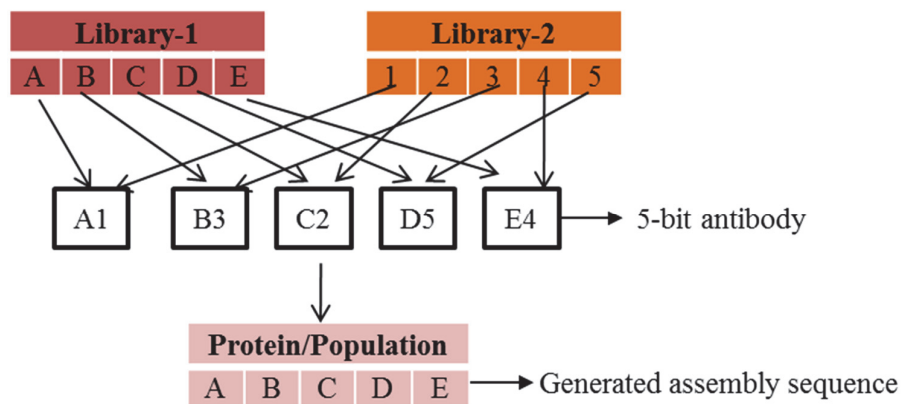 Library-1 Library-2
A B C D E 1 2 3 4 5
A1 B3 C2 D5 E4 5-bit antibody
Protein/Population
A B C D E Generated assembly sequence